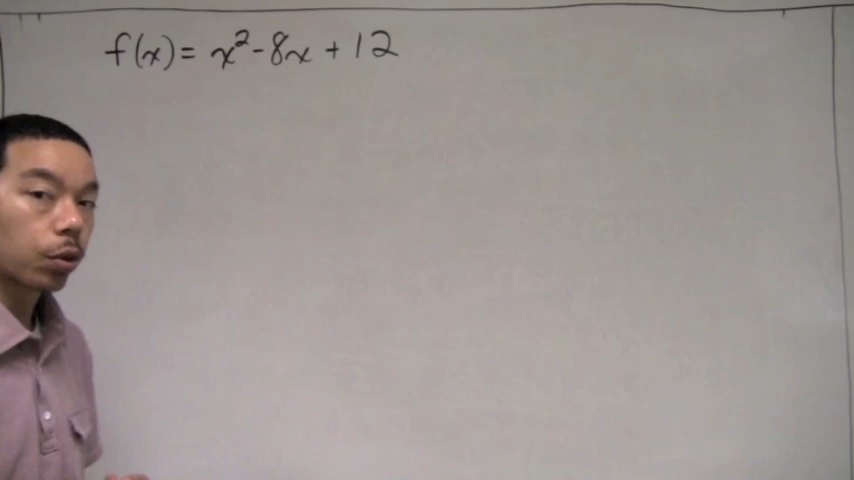 f(x) = x² - 8x + 12